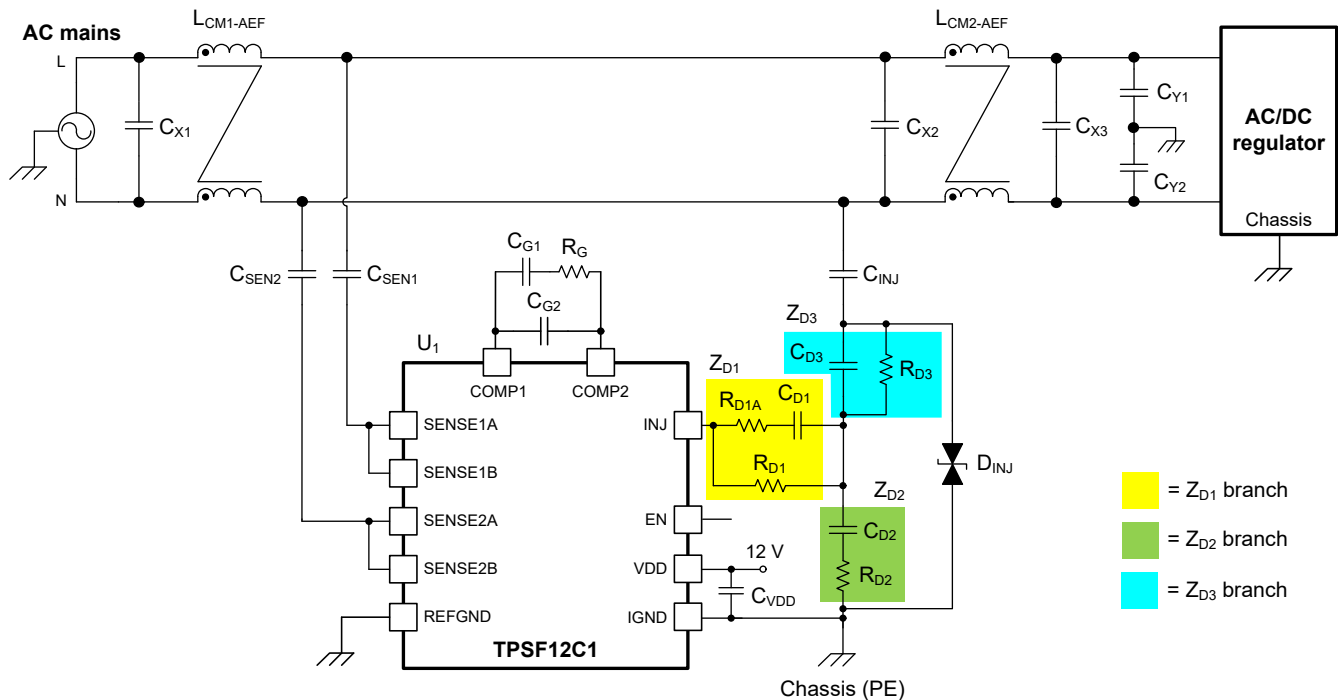 LCM1-AEF
LCM2-AEF
AC mains
L
N
CX1
CX2
CX3
CY1
CY2
AC/DC
regulator
Chassis
CSEN2
CSEN1
CG1
RG
CG2
CINJ
ZD3
CD3
RD3
U1
COMP1
COMP2
ZD1
RD1A
CD1
RD1
SENSE1A
SENSE1B
SENSE2A
SENSE2B
REFGND
INJ
EN
VDD
IGND
12 V
CVDD
ZD2
CD2
RD2
DINJ
TPSF12C1
Chassis (PE)
= ZD1 branch
= ZD2 branch
= ZD3 branch